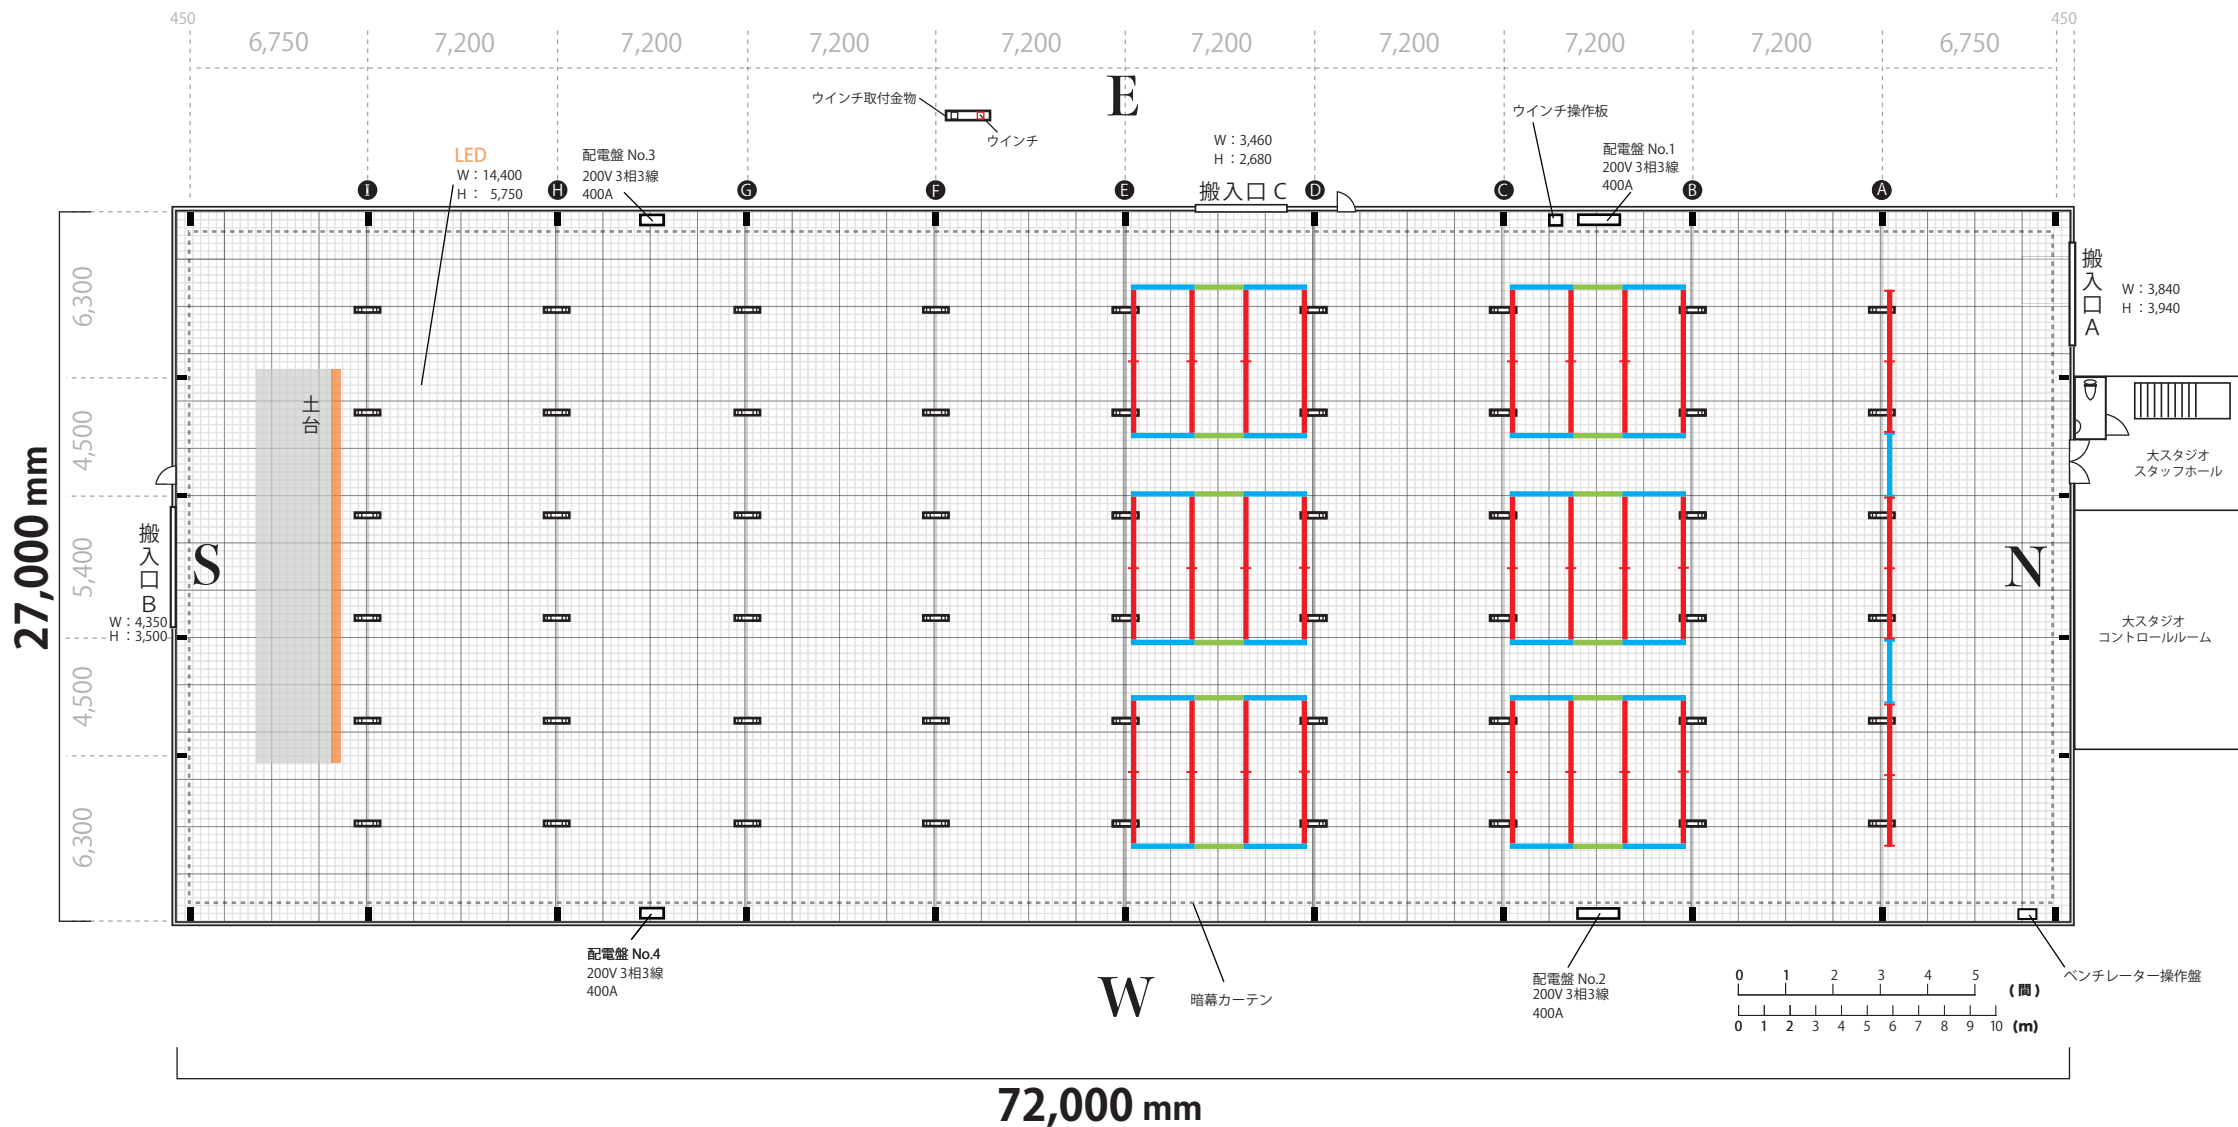 450
450
6,750
7,200
7,200
7,200
7,200
7,200
7,200
7,200
7,200
6,750
E
ウインチ取付金物
ウインチ
ウインチ操作板
LED
W：14,400
H： 5,750
配電盤 No.3
200V 3相3線
400A
W：3,460
H：2,680
搬入口 C
配電盤 No.1
200V 3相3線
400A
I
H
G
F
E
D
C
B
A
搬入口A
W：3,840
H：3,940
6,300
4,500
5,400
4,500
6,300
27,000 mm
土台
搬入口B
W：4,350
H：3,500
S
N
大スタジオ
スタッフホール
大スタジオ
コントロールルーム
配電盤 No.4
200V 3相3線
400A
W
暗幕カーテン
配電盤 No.2
200V 3相3線
400A
ベンチレーター操作盤
0 1 2 3 4 5
(間)
0 1 2 3 4 5 6 7 8 9 10 (m)
72,000 mm